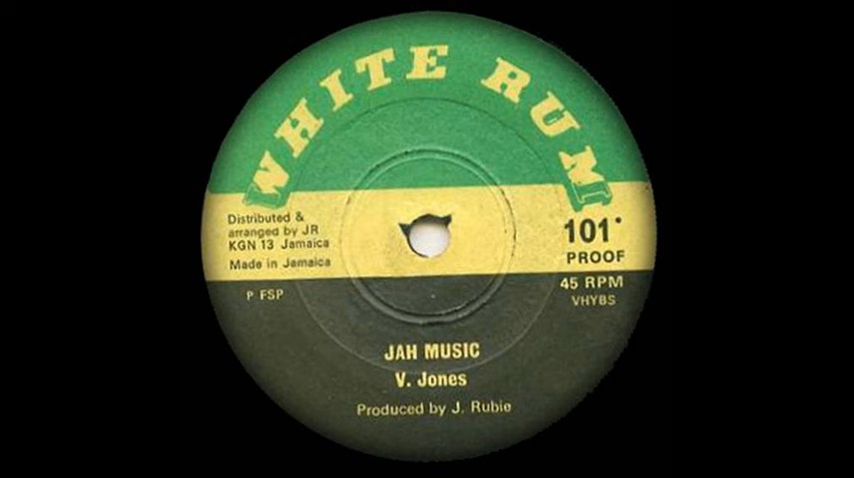 WHITE RUM
Distributed &
arranged by JR
KGN 13 Jamaica
Made in Jamaica
P FSP
101°
PROOF
45 RPM
VHYBS
JAH MUSIC
V. Jones
Produced by J. Rubie